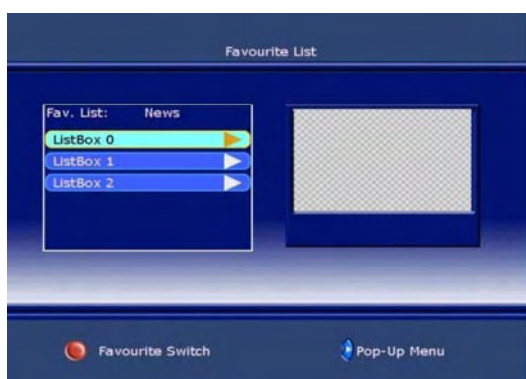 Favourite List
Fav. List: News
ListBox 0
ListBox 1
ListBox 2
Favourite Switch
Pop-Up Menu